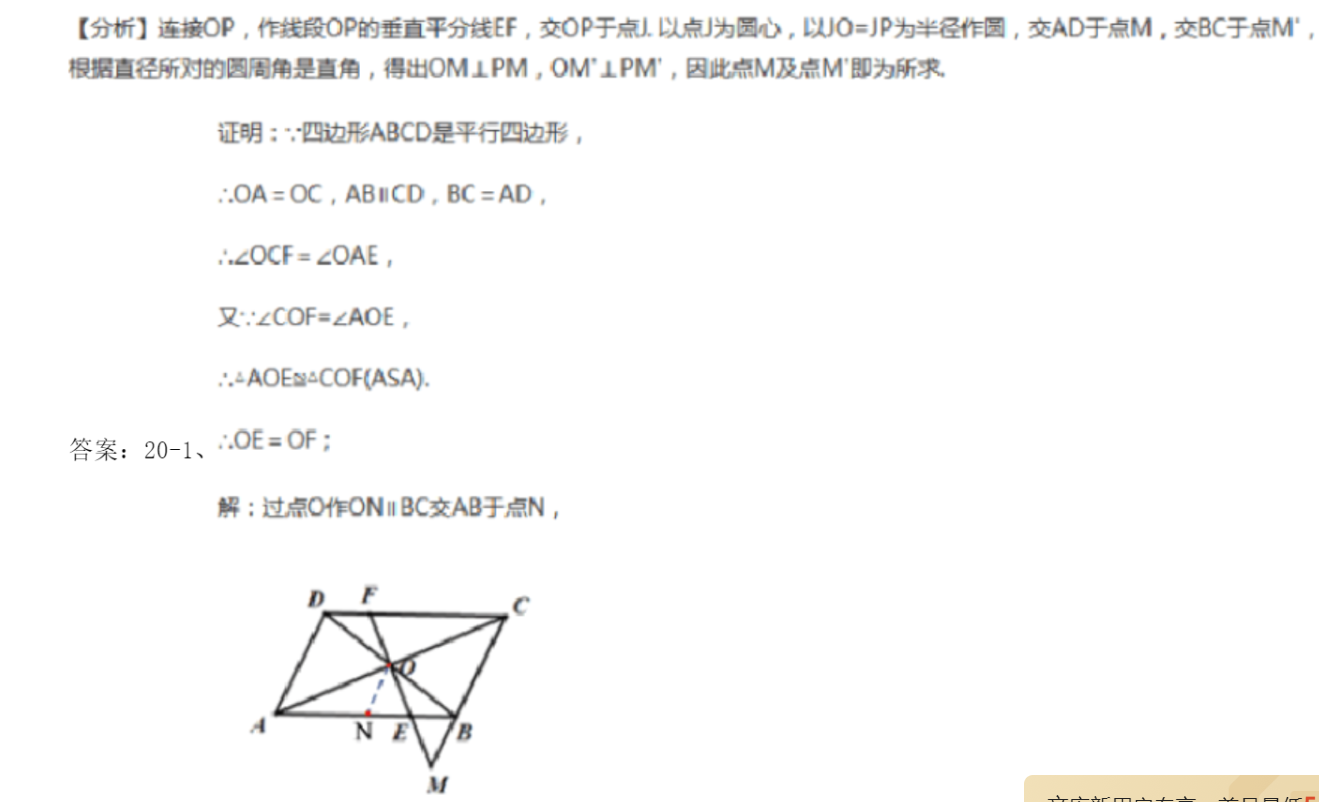 【分析】连接OP，作线段OP的垂直平分线EF，交OP于点J. 以点J为圆心，以JO=JP为半径作图，交AD于点M，交BC于点M'，
根据直径所对的圆周角是直角，得出OM⊥PM，OM'⊥PM'，因此点M及点M'即为所求.
证明：∵四边形ABCD是平行四边形，
∴OA=OC，AB∥CD，BC=AD，
∴∠OCF=∠OAE，
又∵∠COF=∠AOE，
∴△AOE≌△COF(ASA).
答案：20-1、∴OE=OF；
解：过点O作ON∥BC交AB于点N，
D F C
O
A N E B
M